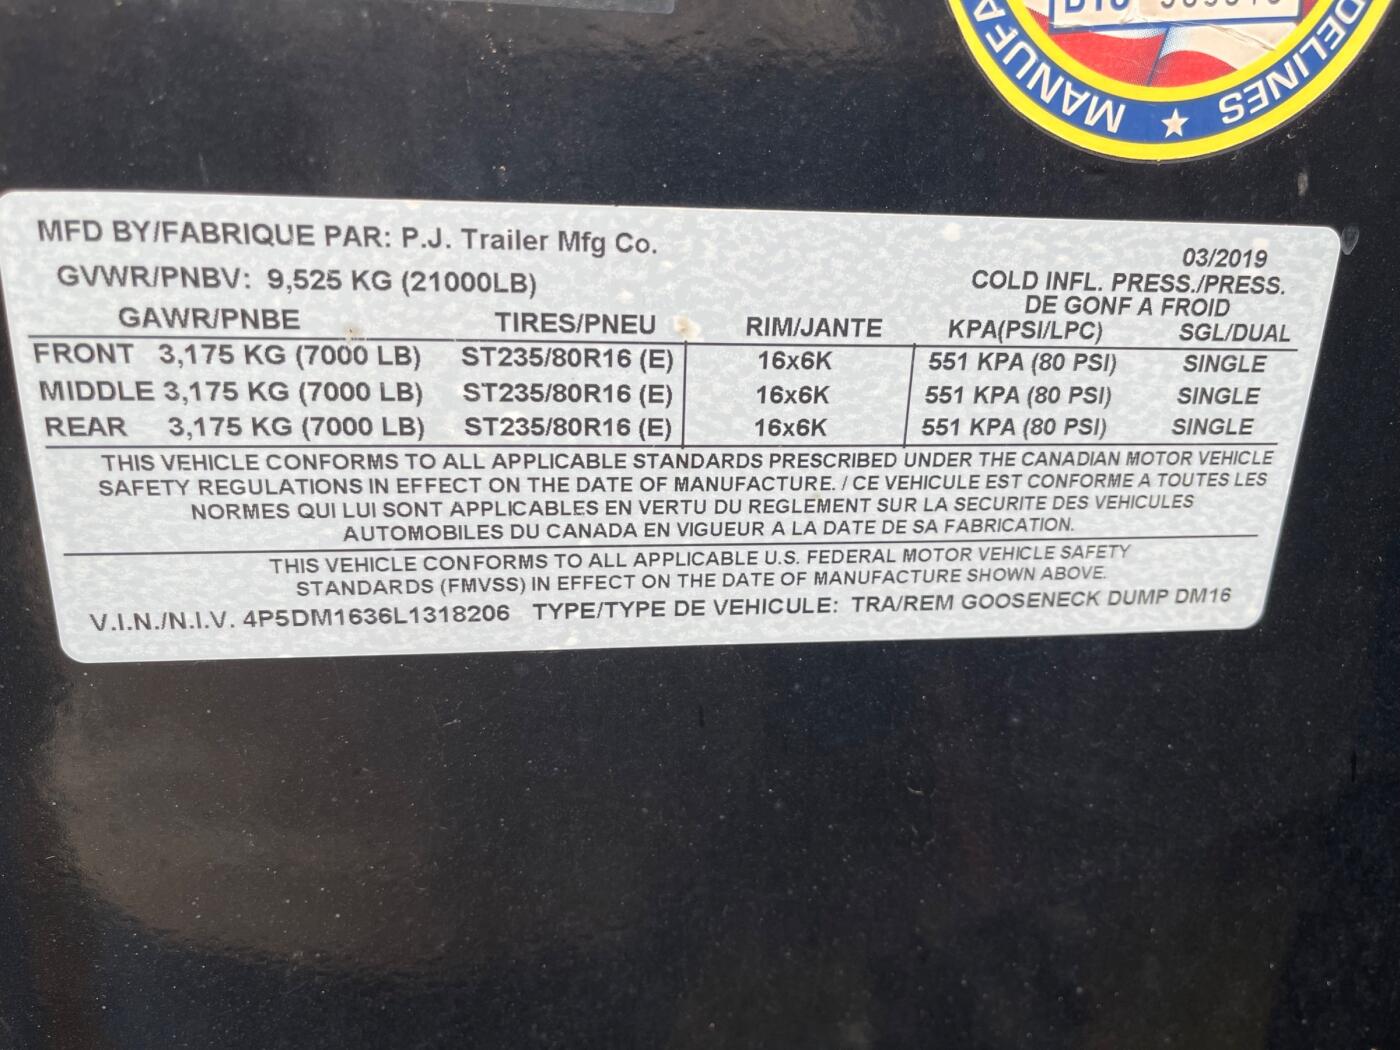 MANUFA
DELINES
MFD BY/FABRIQUE PAR: P.J. Trailer Mfg Co.
03/2019
GVWR/PNBV: 9,525 KG (21000LB)
COLD INFL. PRESS./PRESS.
DE GONF A FROID
GAWR/PNBE TIRES/PNEU RIM/JANTE KPA(PSI/LPC) SGL/DUAL
FRONT 3,175 KG (7000 LB) ST235/80R16 (E) 16x6K 551 KPA (80 PSI) SINGLE
MIDDLE 3,175 KG (7000 LB) ST235/80R16 (E) 16x6K 551 KPA (80 PSI) SINGLE
REAR 3,175 KG (7000 LB) ST235/80R16 (E) 16x6K 551 KPA (80 PSI) SINGLE
THIS VEHICLE CONFORMS TO ALL APPLICABLE STANDARDS PRESCRIBED UNDER THE CANADIAN MOTOR VEHICLE
SAFETY REGULATIONS IN EFFECT ON THE DATE OF MANUFACTURE. / CE VEHICULE EST CONFORME A TOUTES LES
NORMES QUI LUI SONT APPLICABLES EN VERTU DU REGLEMENT SUR LA SECURITE DES VEHICULES
AUTOMOBILES DU CANADA EN VIGUEUR A LA DATE DE SA FABRICATION.
THIS VEHICLE CONFORMS TO ALL APPLICABLE U.S. FEDERAL MOTOR VEHICLE SAFETY
STANDARDS (FMVSS) IN EFFECT ON THE DATE OF MANUFACTURE SHOWN ABOVE.
V.I.N./N.I.V. 4P5DM1636L1318206 TYPE/TYPE DE VEHICULE: TRA/REM GOOSENECK DUMP DM16